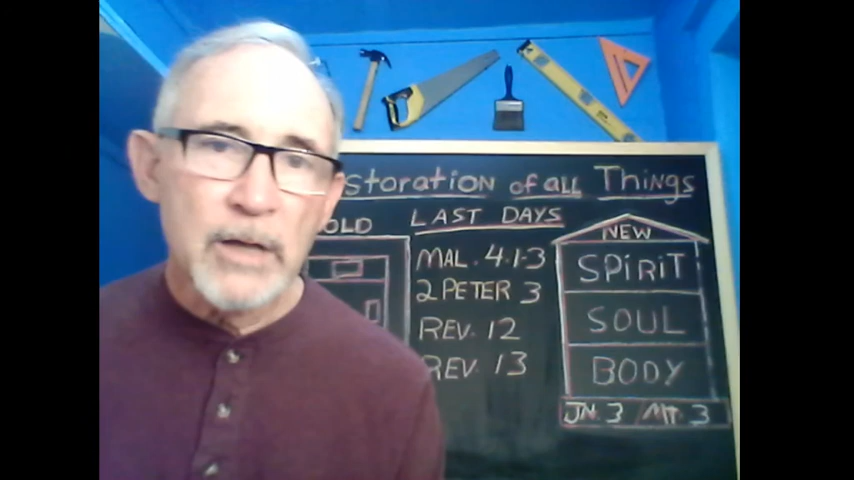 storation of all Things
OLD
LAST DAYS
MAL. 4:1-3
2 PETER 3
REV. 12
REV. 13
NEW
SPIRIT
SOUL
BODY
JN. 3 MT. 3